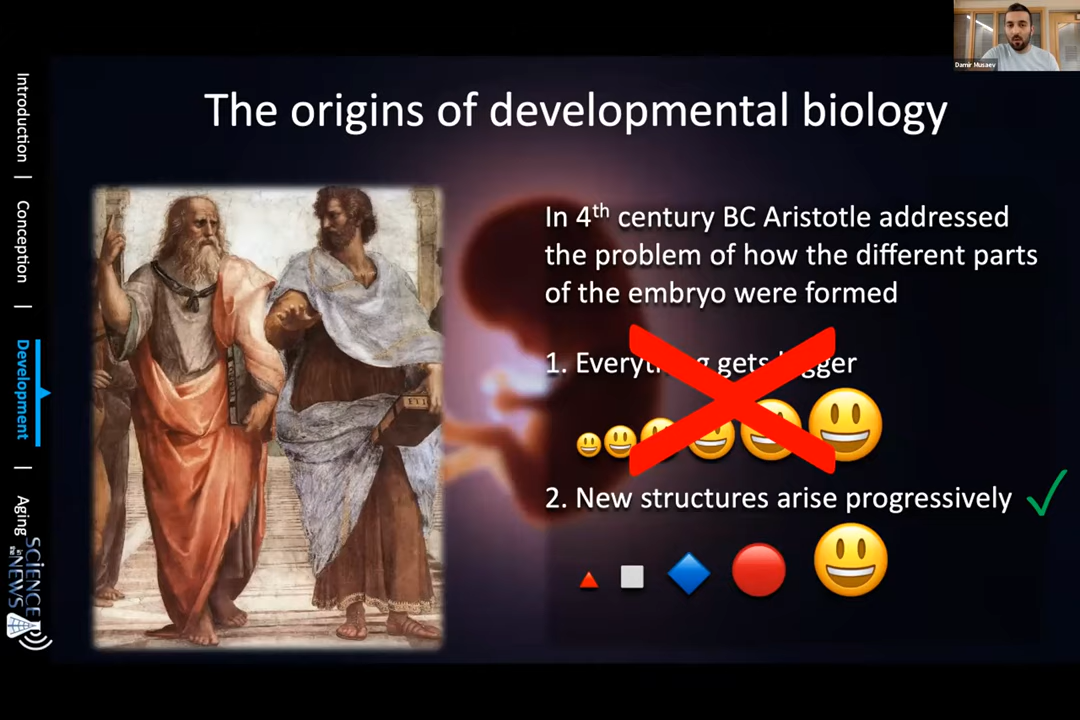 Damir Musaev
The origins of developmental biology
In 4th century BC Aristotle addressed
the problem of how the different parts
of the embryo were formed
1. Everything gets bigger
2. New structures arise progressively
Introduction | Conception | Development | Aging
SCIENCE
in the
NEWS